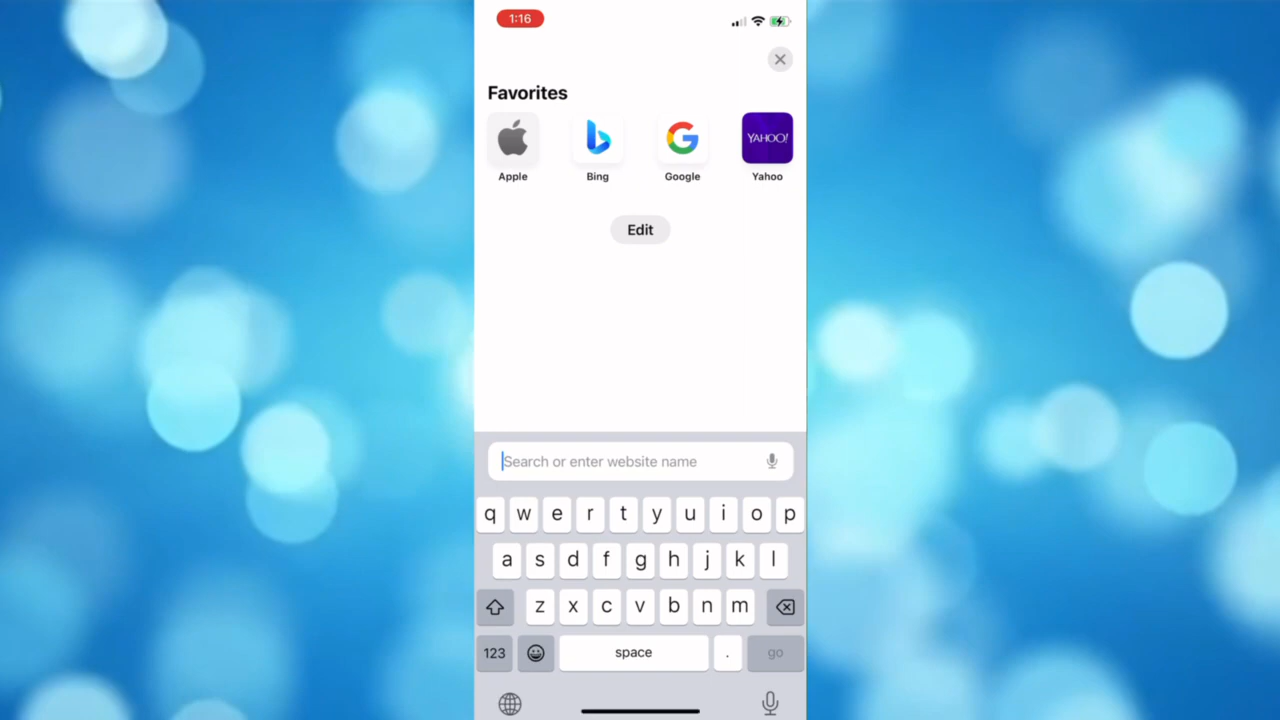 1:16
Favorites
YAHOO!
Apple Bing Google Yahoo
Edit
Search or enter website name
q w e r t y u i o p
a s d f g h j k l
z x c v b n m
123 space . go